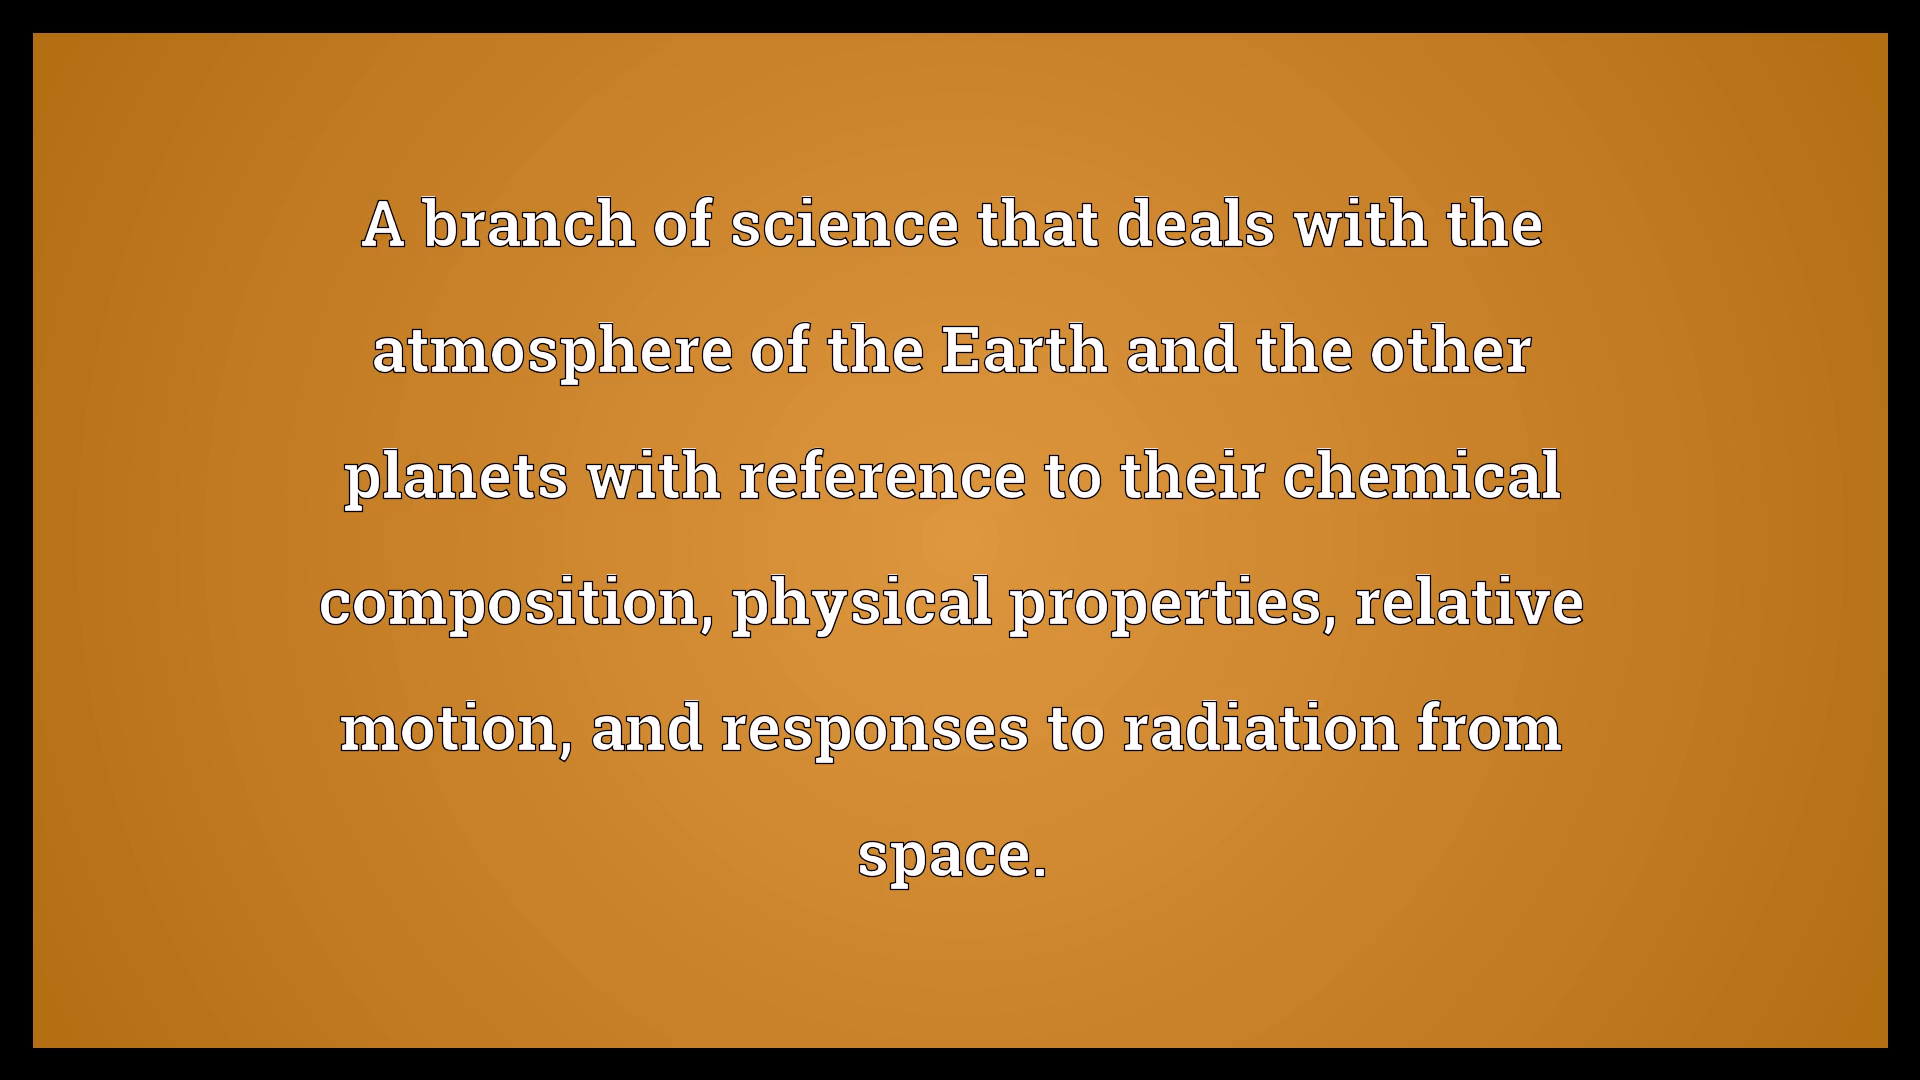 A branch of science that deals with the
atmosphere of the Earth and the other
planets with reference to their chemical
composition, physical properties, relative
motion, and responses to radiation from
space.